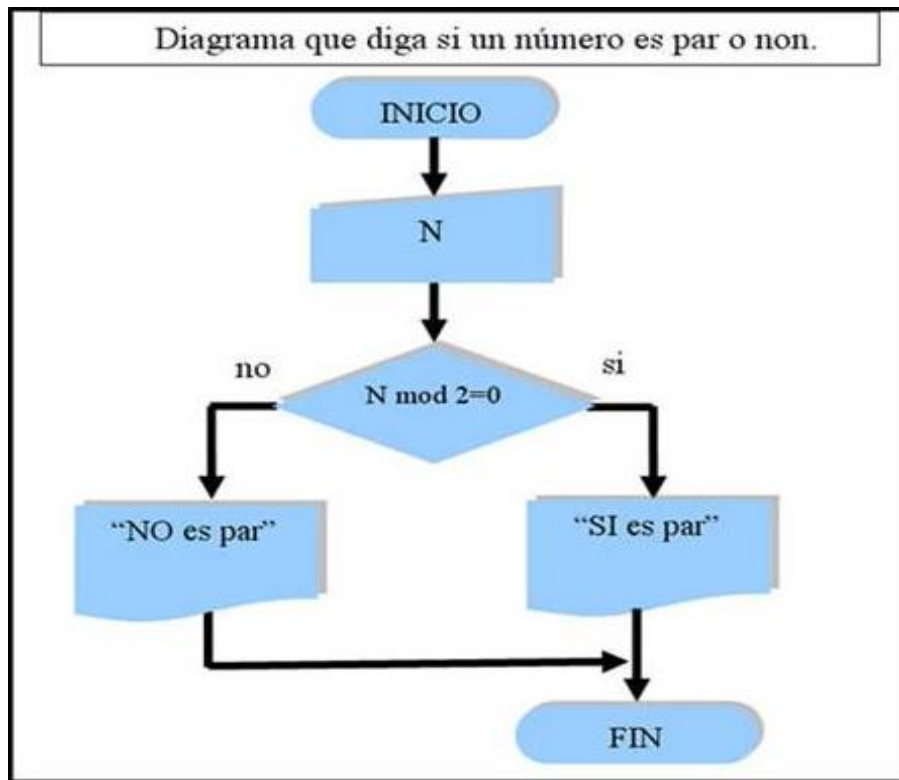 Diagrama que diga si un número es par o non.
INICIO
N
no
si
N mod 2=0
“NO es par”
“SI es par”
FIN